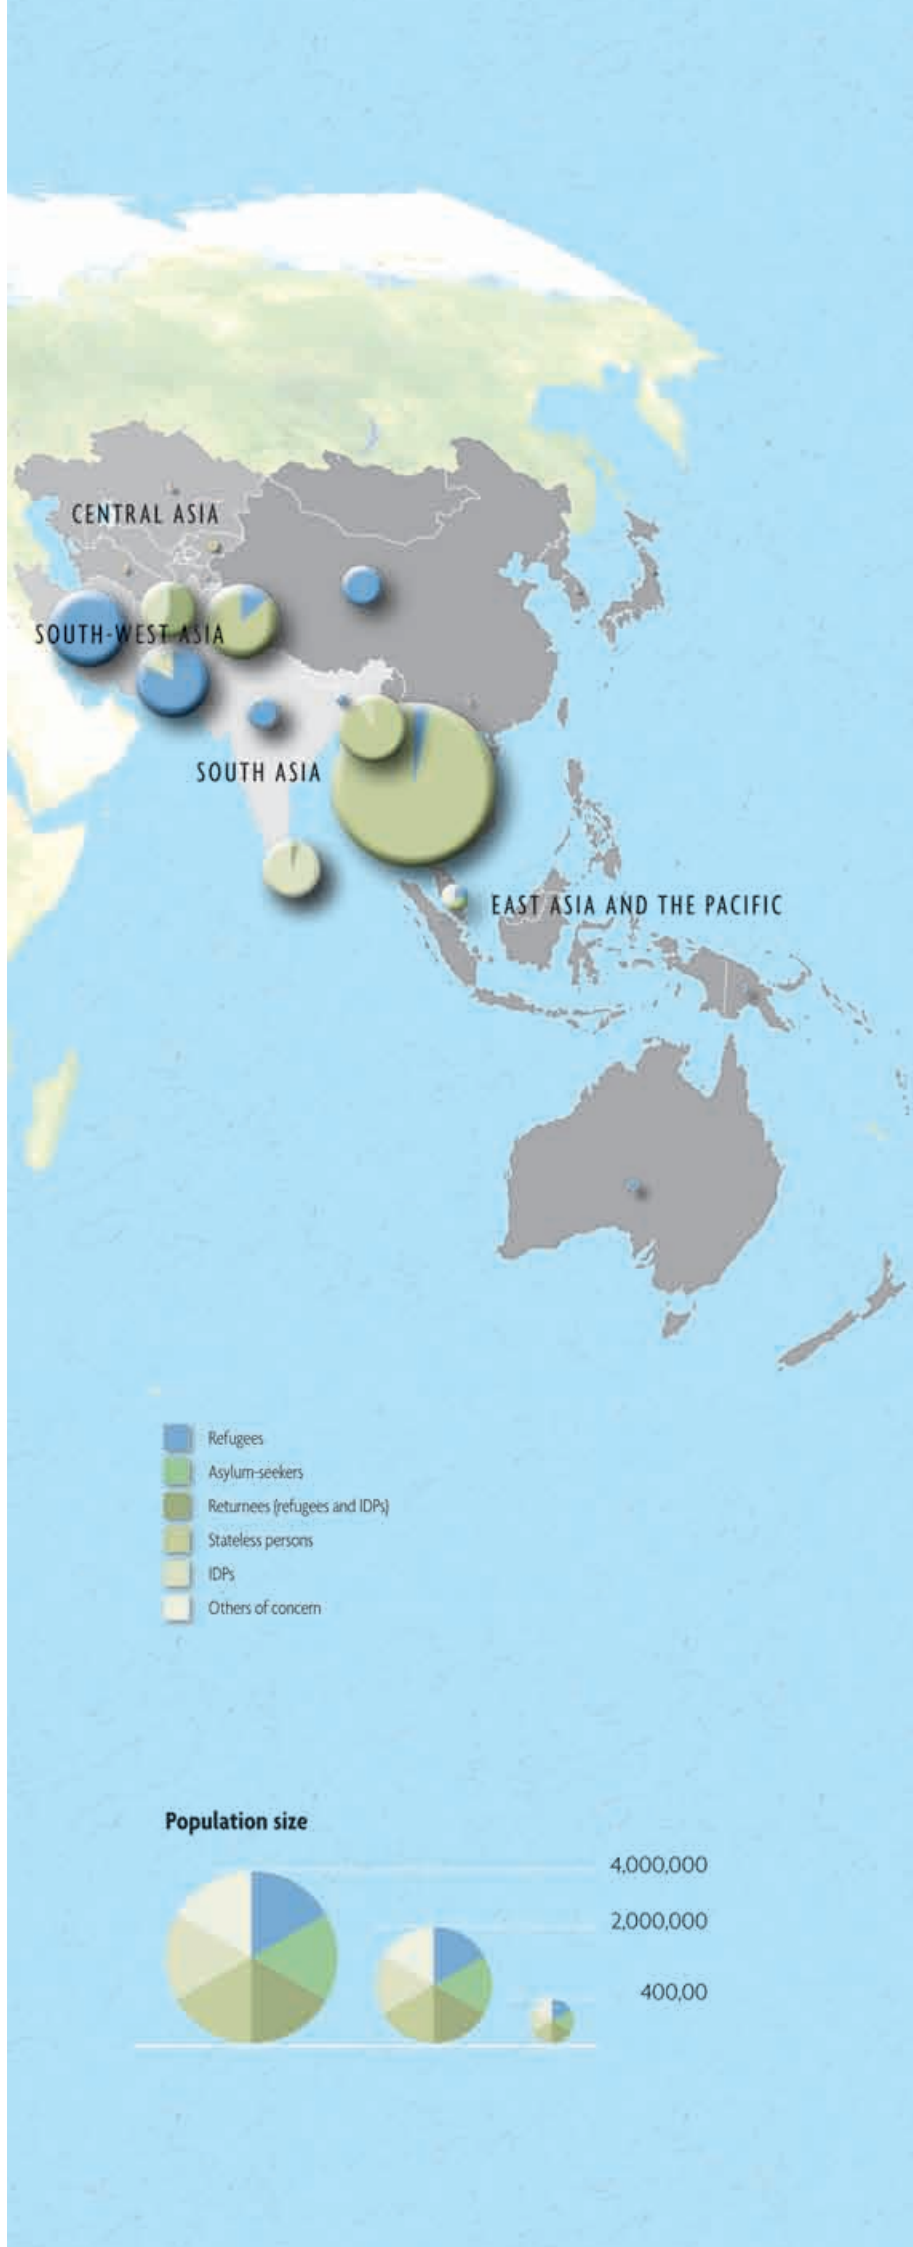 CENTRAL ASIA
SOUTH-WEST ASIA
SOUTH ASIA
EAST ASIA AND THE PACIFIC
Refugees
Asylum-seekers
Returnees (refugees and IDPs)
Stateless persons
IDPs
Others of concern
Population size
4,000,000
2,000,000
400,00